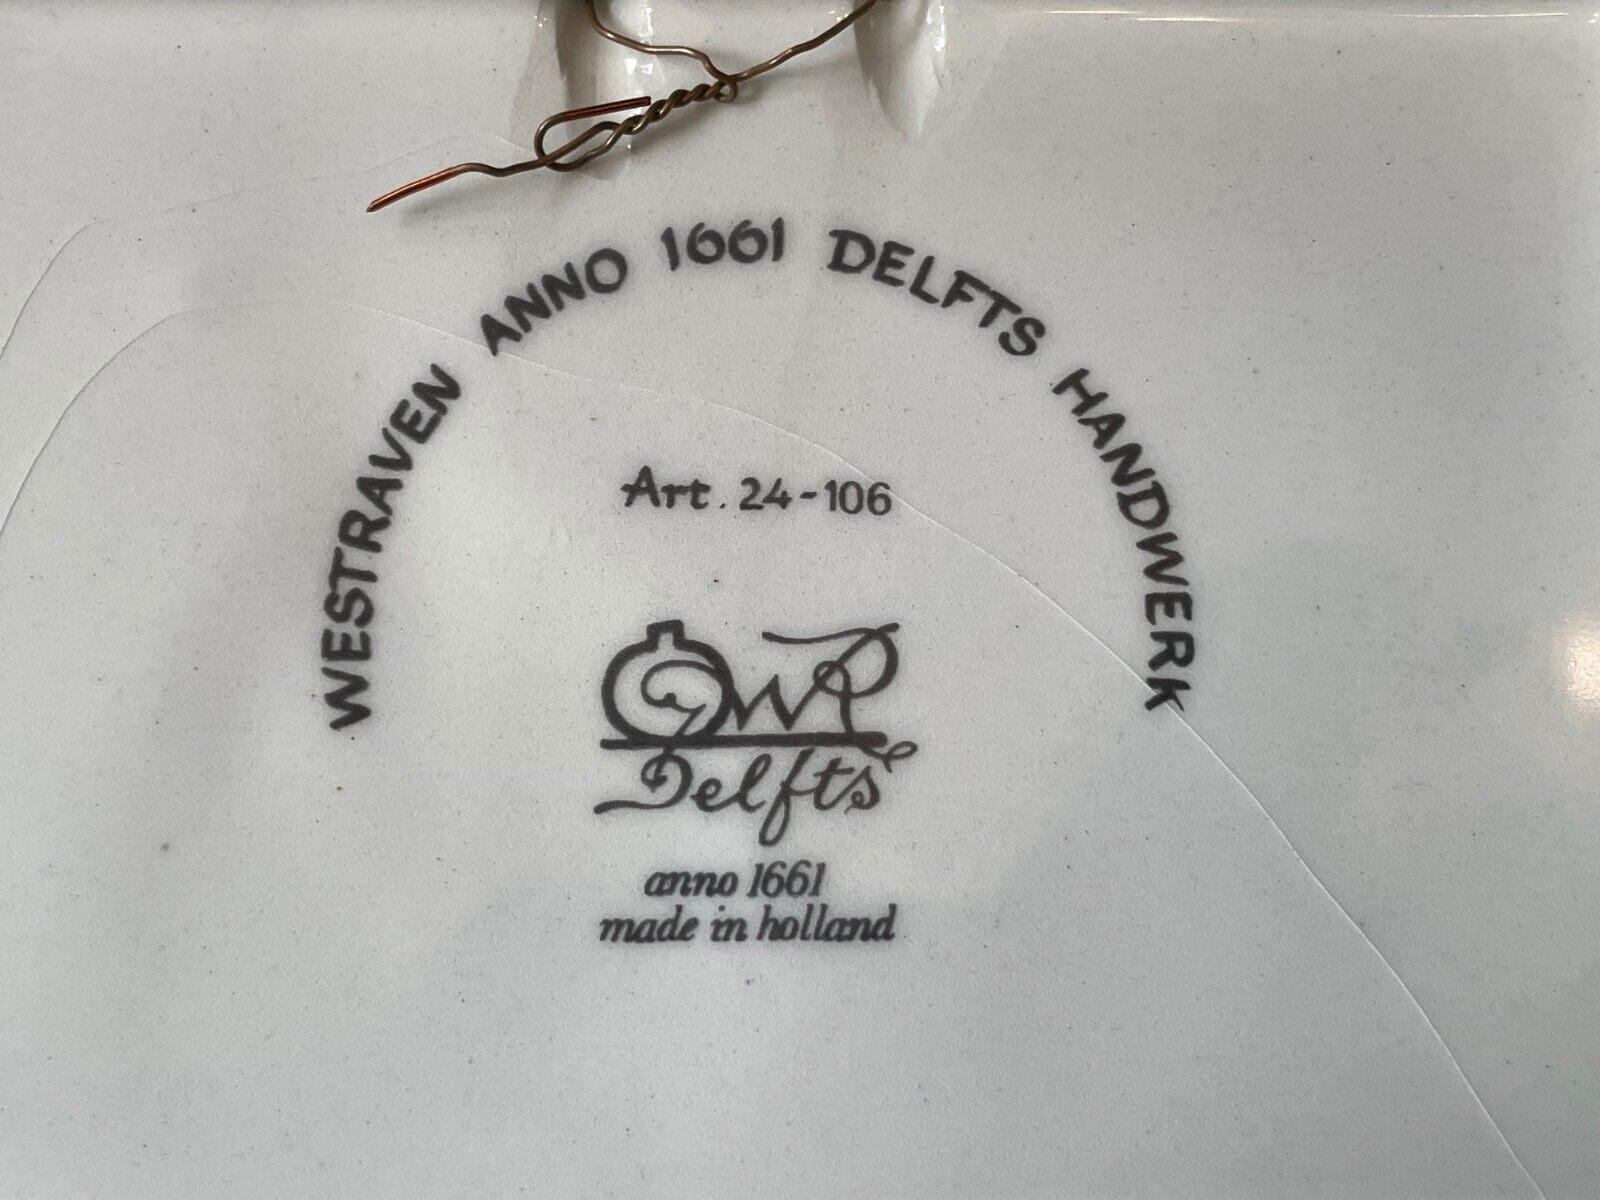 WESTRAVEN ANNO 1661 DELFTS HANDWERK
Art. 24-106
Delfts
anno 1661
made in holland